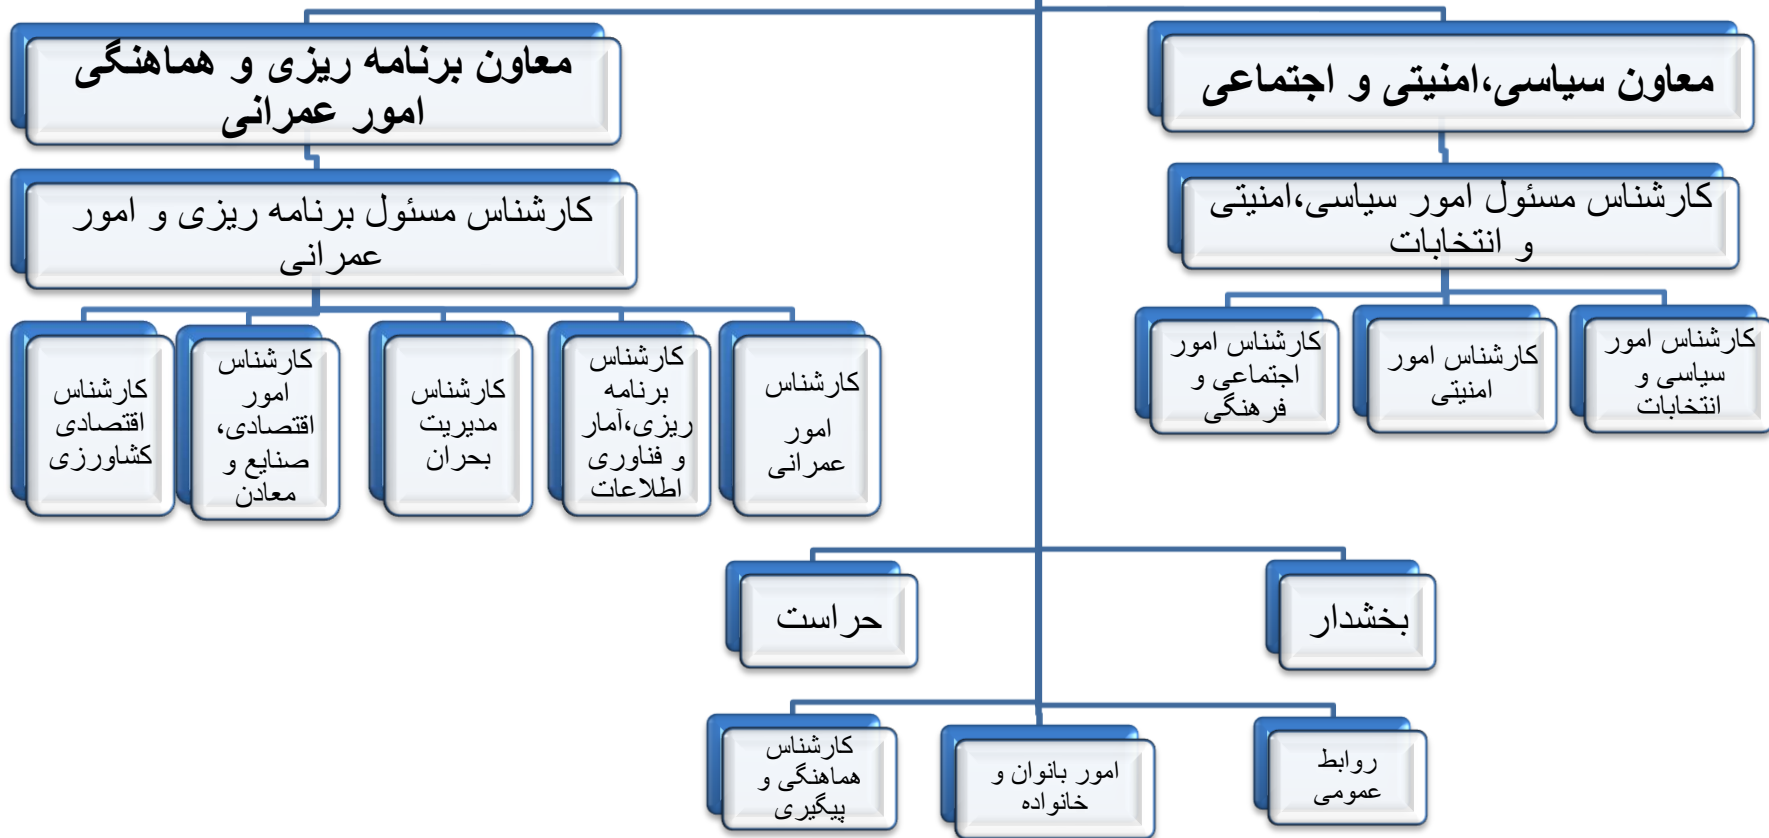 معاون سیاسی،امنیتی و اجتماعی
معاون برنامه ریزی و هماهنگی
امور عمرانی
کارشناس مسئول امور سیاسی،امنیتی
و انتخابات
کارشناس مسئول برنامه ریزی و امور
عمرانی
کارشناس امور
سیاسی و
انتخابات
کارشناس امور
امنیتی
کارشناس امور
اجتماعی و
فرهنگی
کارشناس
امور
عمرانی
کارشناس
برنامه
ریزی،آمار
و فناوری
اطلاعات
کارشناس
مدیریت
بحران
کارشناس
امور
اقتصادی،
صنایع و
معادن
کارشناس
اقتصادی
کشاورزی
بخشدار
حراست
روابط
عمومی
امور بانوان و
خانواده
کارشناس
هماهنگی و
پیگیری